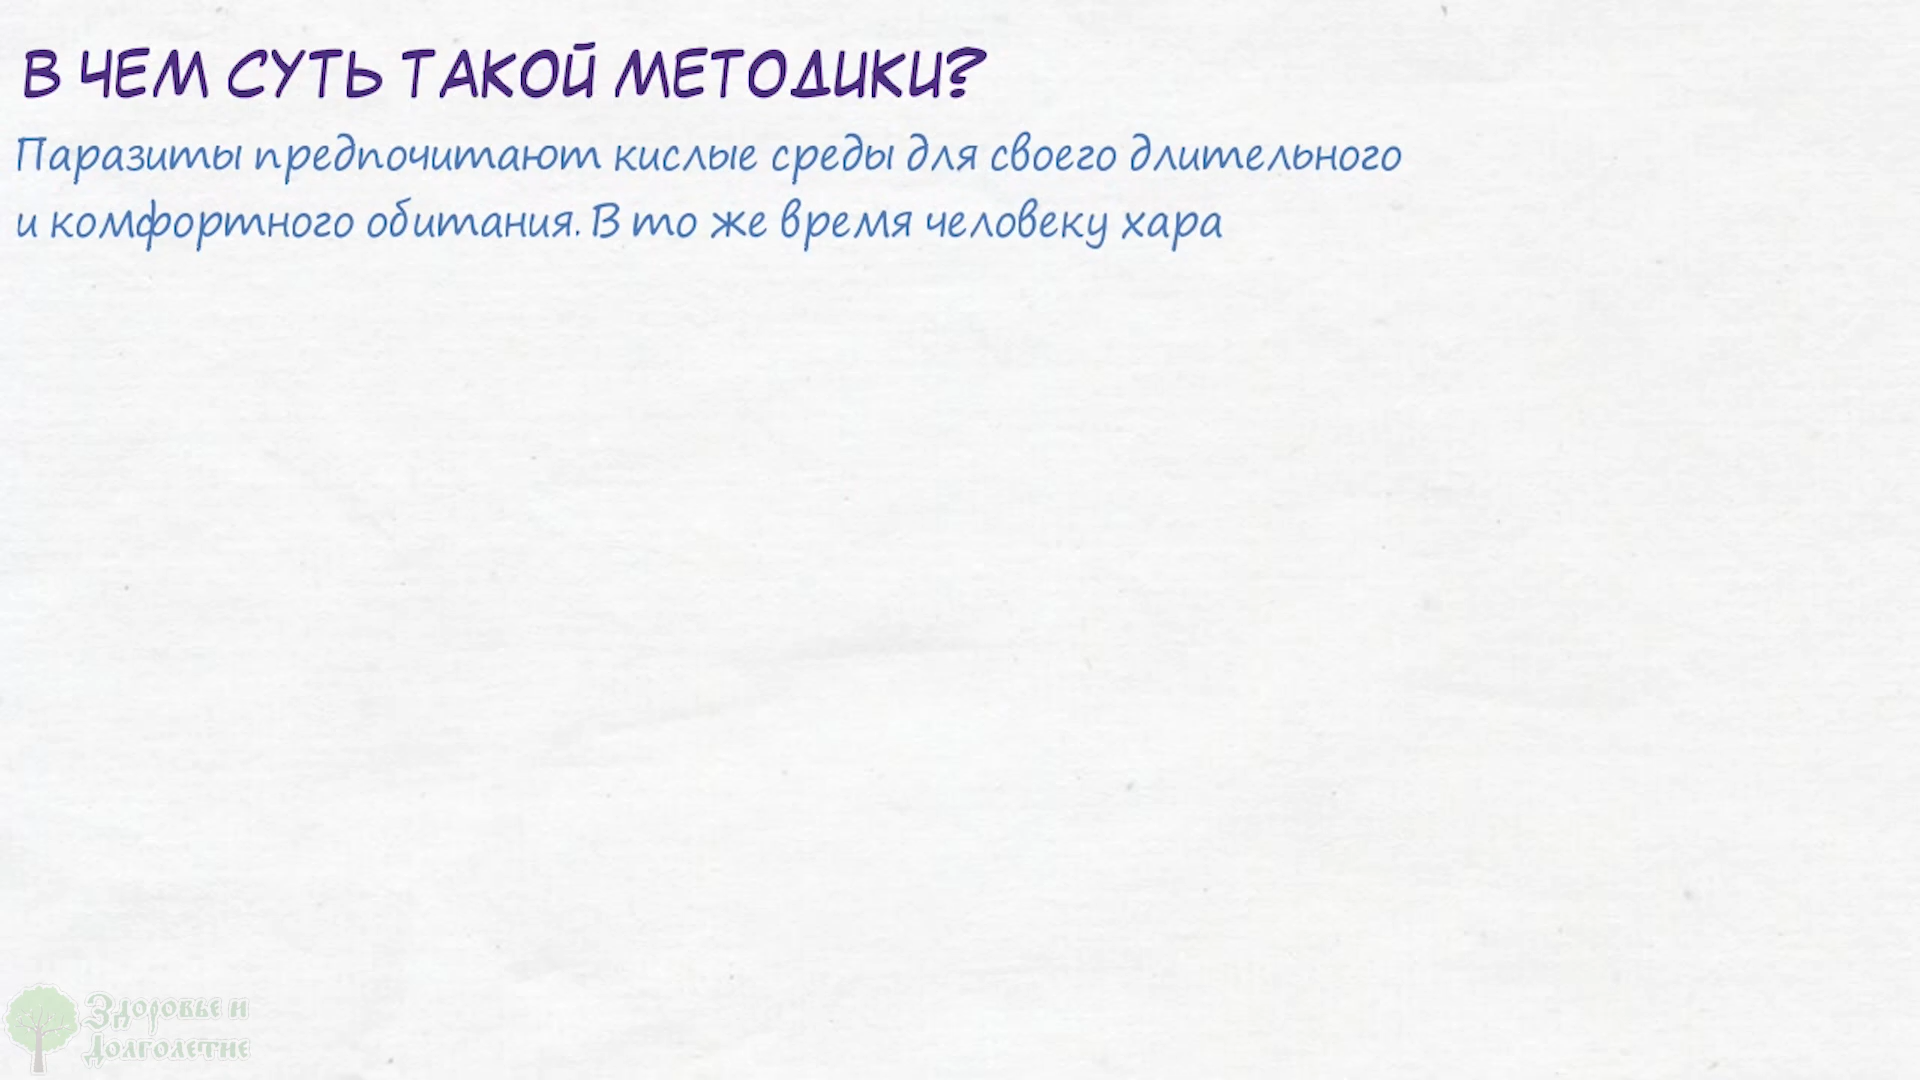 В ЧЕМ СУТЬ ТАКОЙ МЕТОДИКИ?
Паразиты предпочитают кислые среды для своего длительного
и комфортного обитания. В то же время человеку хара
Здоровье и
Долголетие